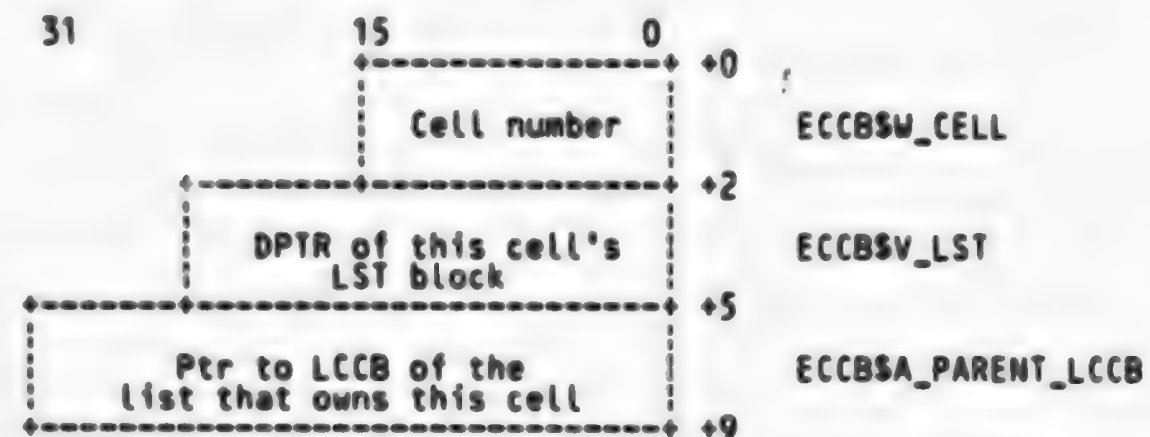 31 15 0
+0
Cell number ECCB$W_CELL
+2
DPTR of this cell's
LST block
ECCB$V_LST
+5
Ptr to LCCB of the
list that owns this cell
ECCB$A_PARENT_LCCB
+9